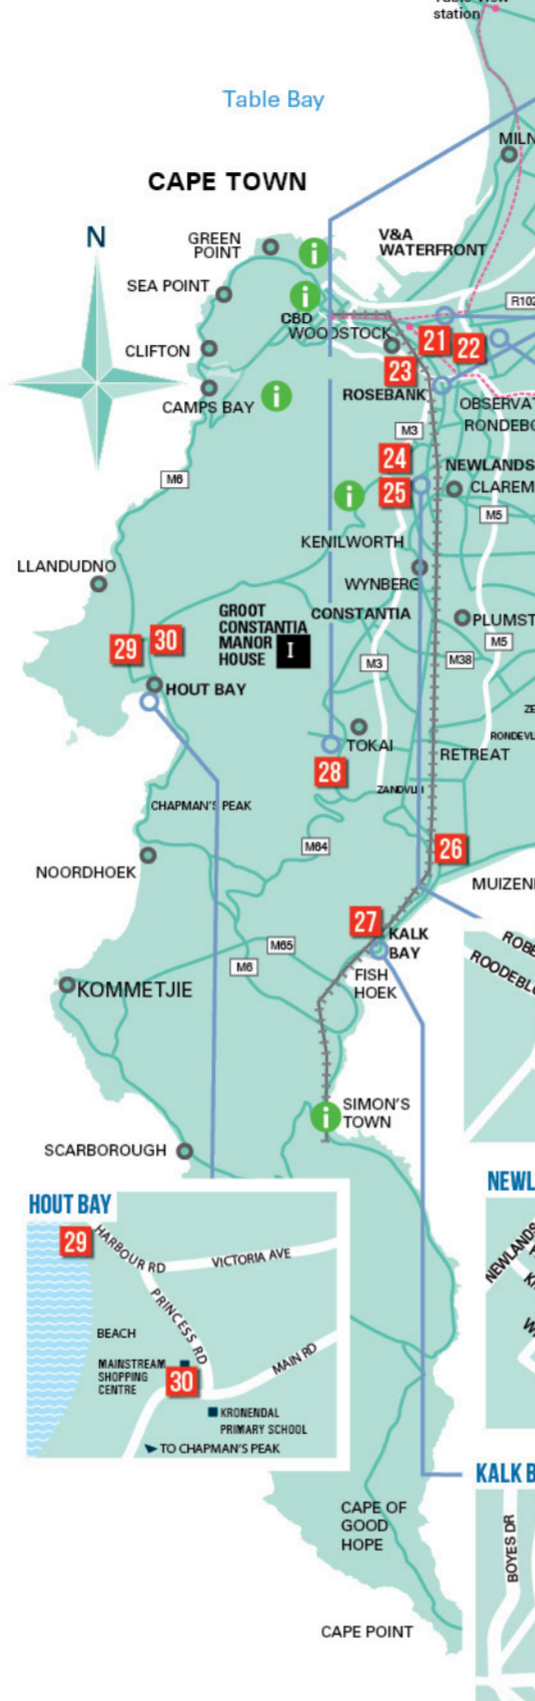 station
Table Bay
MILN
CAPE TOWN
N
GREEN
POINT
i
V&A
WATERFRONT
SEA POINT
i
R102
CBD
WOODSTOCK
21
22
CLIFTON
23
CAMPS BAY
i
ROSEBANK
OBSERVA
RONDEBO
M3
24
NEWLANDS
M6
25
i
CLAREM
M5
KENILWORTH
LLANDUDNO
WYNBERG
GROOT
CONSTANTIA
MANOR
HOUSE
I
CONSTANTIA
PLUMST
M5
29
30
M3
M38
HOUT BAY
ZE
RONDEVL
TOKAI
RETREAT
28
ZANDVLEI
CHAPMAN'S PEAK
M64
26
NOORDHOEK
MUIZEN
27
KALK
BAY
M65
M6
FISH
HOEK
ROBE
ROODEBLO
KOMMETJIE
i
SIMON'S
TOWN
SCARBOROUGH
HOUT BAY
29
HARBOUR RD
VICTORIA AVE
PRINCESS RD
BEACH
MAINSTREAM
SHOPPING
CENTRE
30
MAIN RD
KRONENDAL
PRIMARY SCHOOL
TO CHAPMAN'S PEAK
NEWL
NEWLANDS
KALK B
BOYES DR
CAPE OF
GOOD
HOPE
CAPE POINT